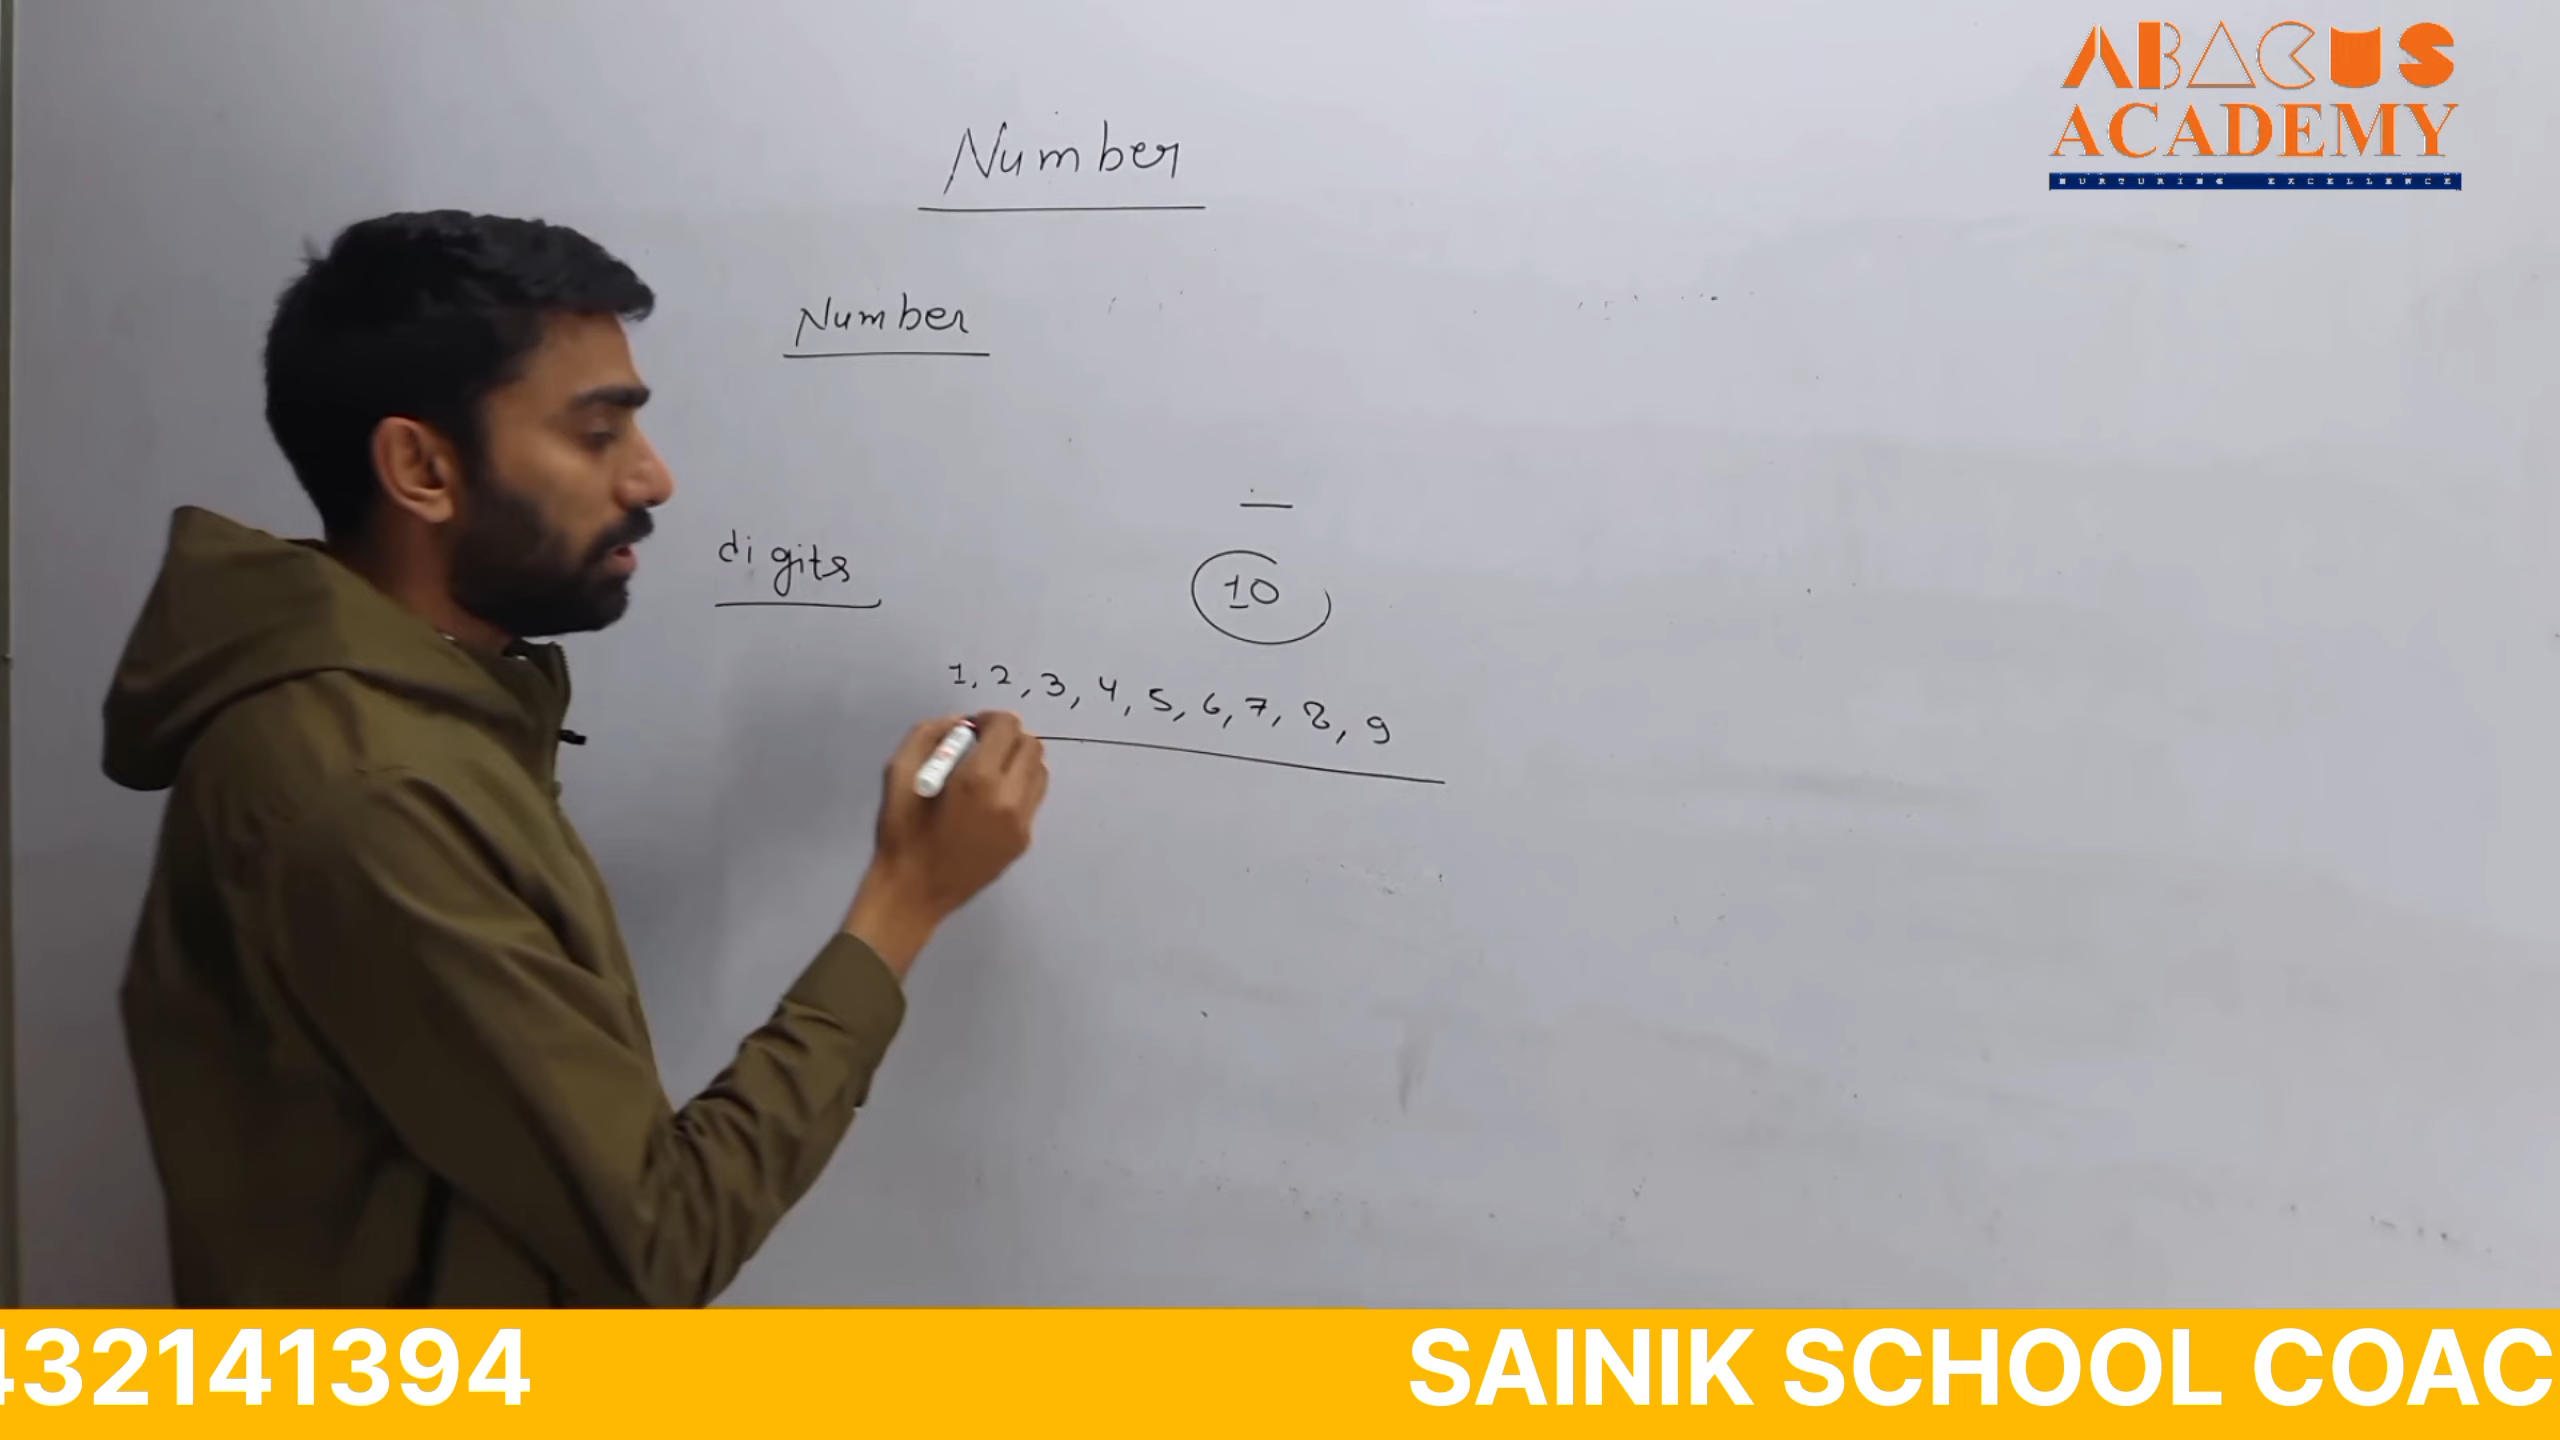 ABACUS
ACADEMY
NURTURING EXCELLENCE
Number
Number
digits
10
1, 2, 3, 4, 5, 6, 7, 8, 9
432141394
SAINIK SCHOOL COAC